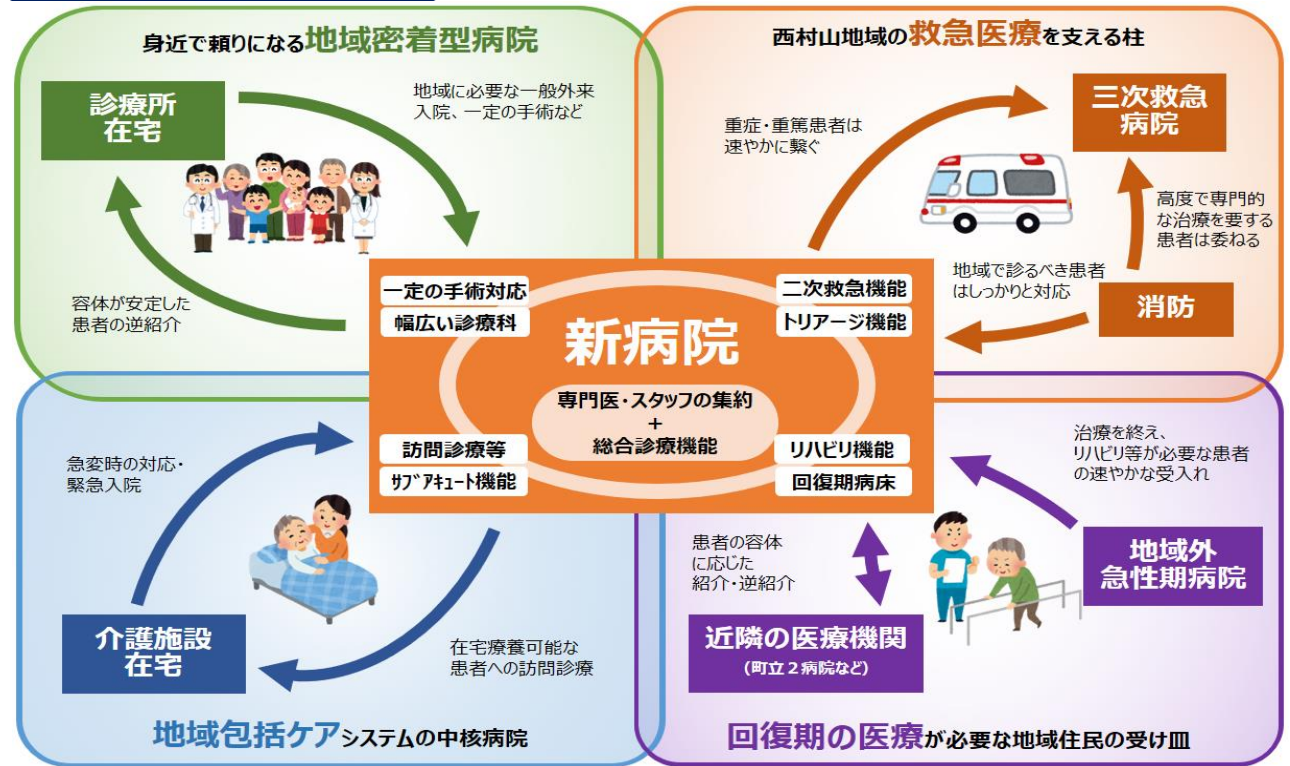 身近で頼りになる地域密着型病院
診療所
在宅
地域に必要な一般外来
入院、一定の手術など
容体が安定した
患者の逆紹介
西村山地域の救急医療を支える柱
三次救急
病院
重症・重篤患者は
速やかに繋ぐ
高度で専門的
な治療を要する
患者は委ねる
地域で診るべき患者
はしっかりと対応
消防
一定の手術対応
幅広い診療科
二次救急機能
トリアージ機能
新病院
専門医・スタッフの集約
+
総合診療機能
訪問診療等
サブアキュート機能
リハビリ機能
回復期病床
急変時の対応・
緊急入院
介護施設
在宅
在宅療養可能な
患者への訪問診療
地域包括ケアシステムの中核病院
治療を終え、
リハビリ等が必要な患者
の速やかな受入れ
患者の容体
に応じた
紹介・逆紹介
地域外
急性期病院
近隣の医療機関
(町立2病院など)
回復期の医療が必要な地域住民の受け皿